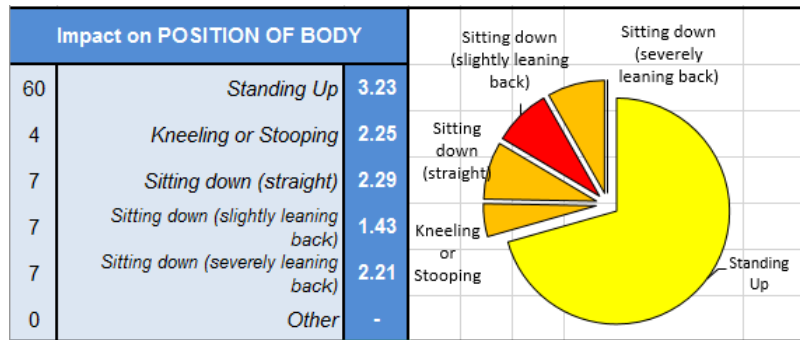 Impact on POSITION OF BODY
60 Standing Up 3.23
4 Kneeling or Stooping 2.25
7 Sitting down (straight) 2.29
7 Sitting down (slightly leaning back) 1.43
7 Sitting down (severely leaning back) 2.21
0 Other -
Sitting down
(slightly leaning
back)
Sitting down
(severely
leaning back)
Sitting
down
(straight)
Kneeling
or
Stooping
Standing
Up